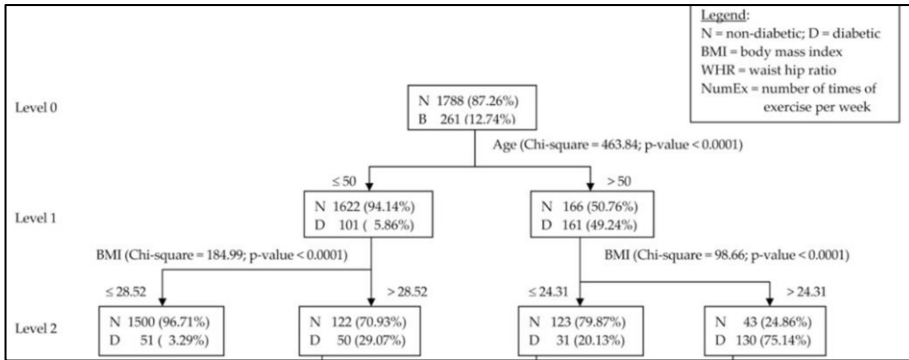 Legend:
N = non-diabetic; D = diabetic
BMI = body mass index
WHR = waist hip ratio
NumEx = number of times of
exercise per week
Level 0
N 1788 (87.26%)
B 261 (12.74%)
Age (Chi-square = 463.84; p-value < 0.0001)
≤ 50
> 50
Level 1
N 1622 (94.14%)
D 101 ( 5.86%)
N 166 (50.76%)
D 161 (49.24%)
BMI (Chi-square = 184.99; p-value < 0.0001)
BMI (Chi-square = 98.66; p-value < 0.0001)
≤ 28.52
> 28.52
≤ 24.31
> 24.31
Level 2
N 1500 (96.71%)
D 51 ( 3.29%)
N 122 (70.93%)
D 50 (29.07%)
N 123 (79.87%)
D 31 (20.13%)
N 43 (24.86%)
D 130 (75.14%)